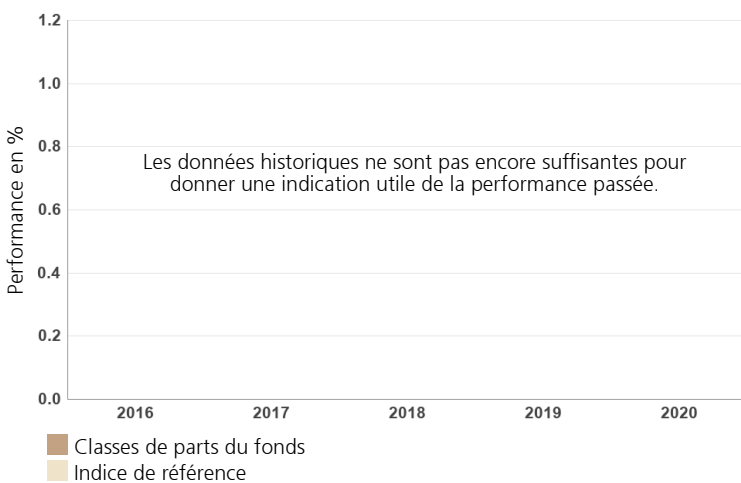 1.2
1.0
0.8
0.6
0.4
0.2
0.0
Performance en %
Les données historiques ne sont pas encore suffisantes pour
donner une indication utile de la performance passée.
2016 2017 2018 2019 2020
Classes de parts du fonds
Indice de référence